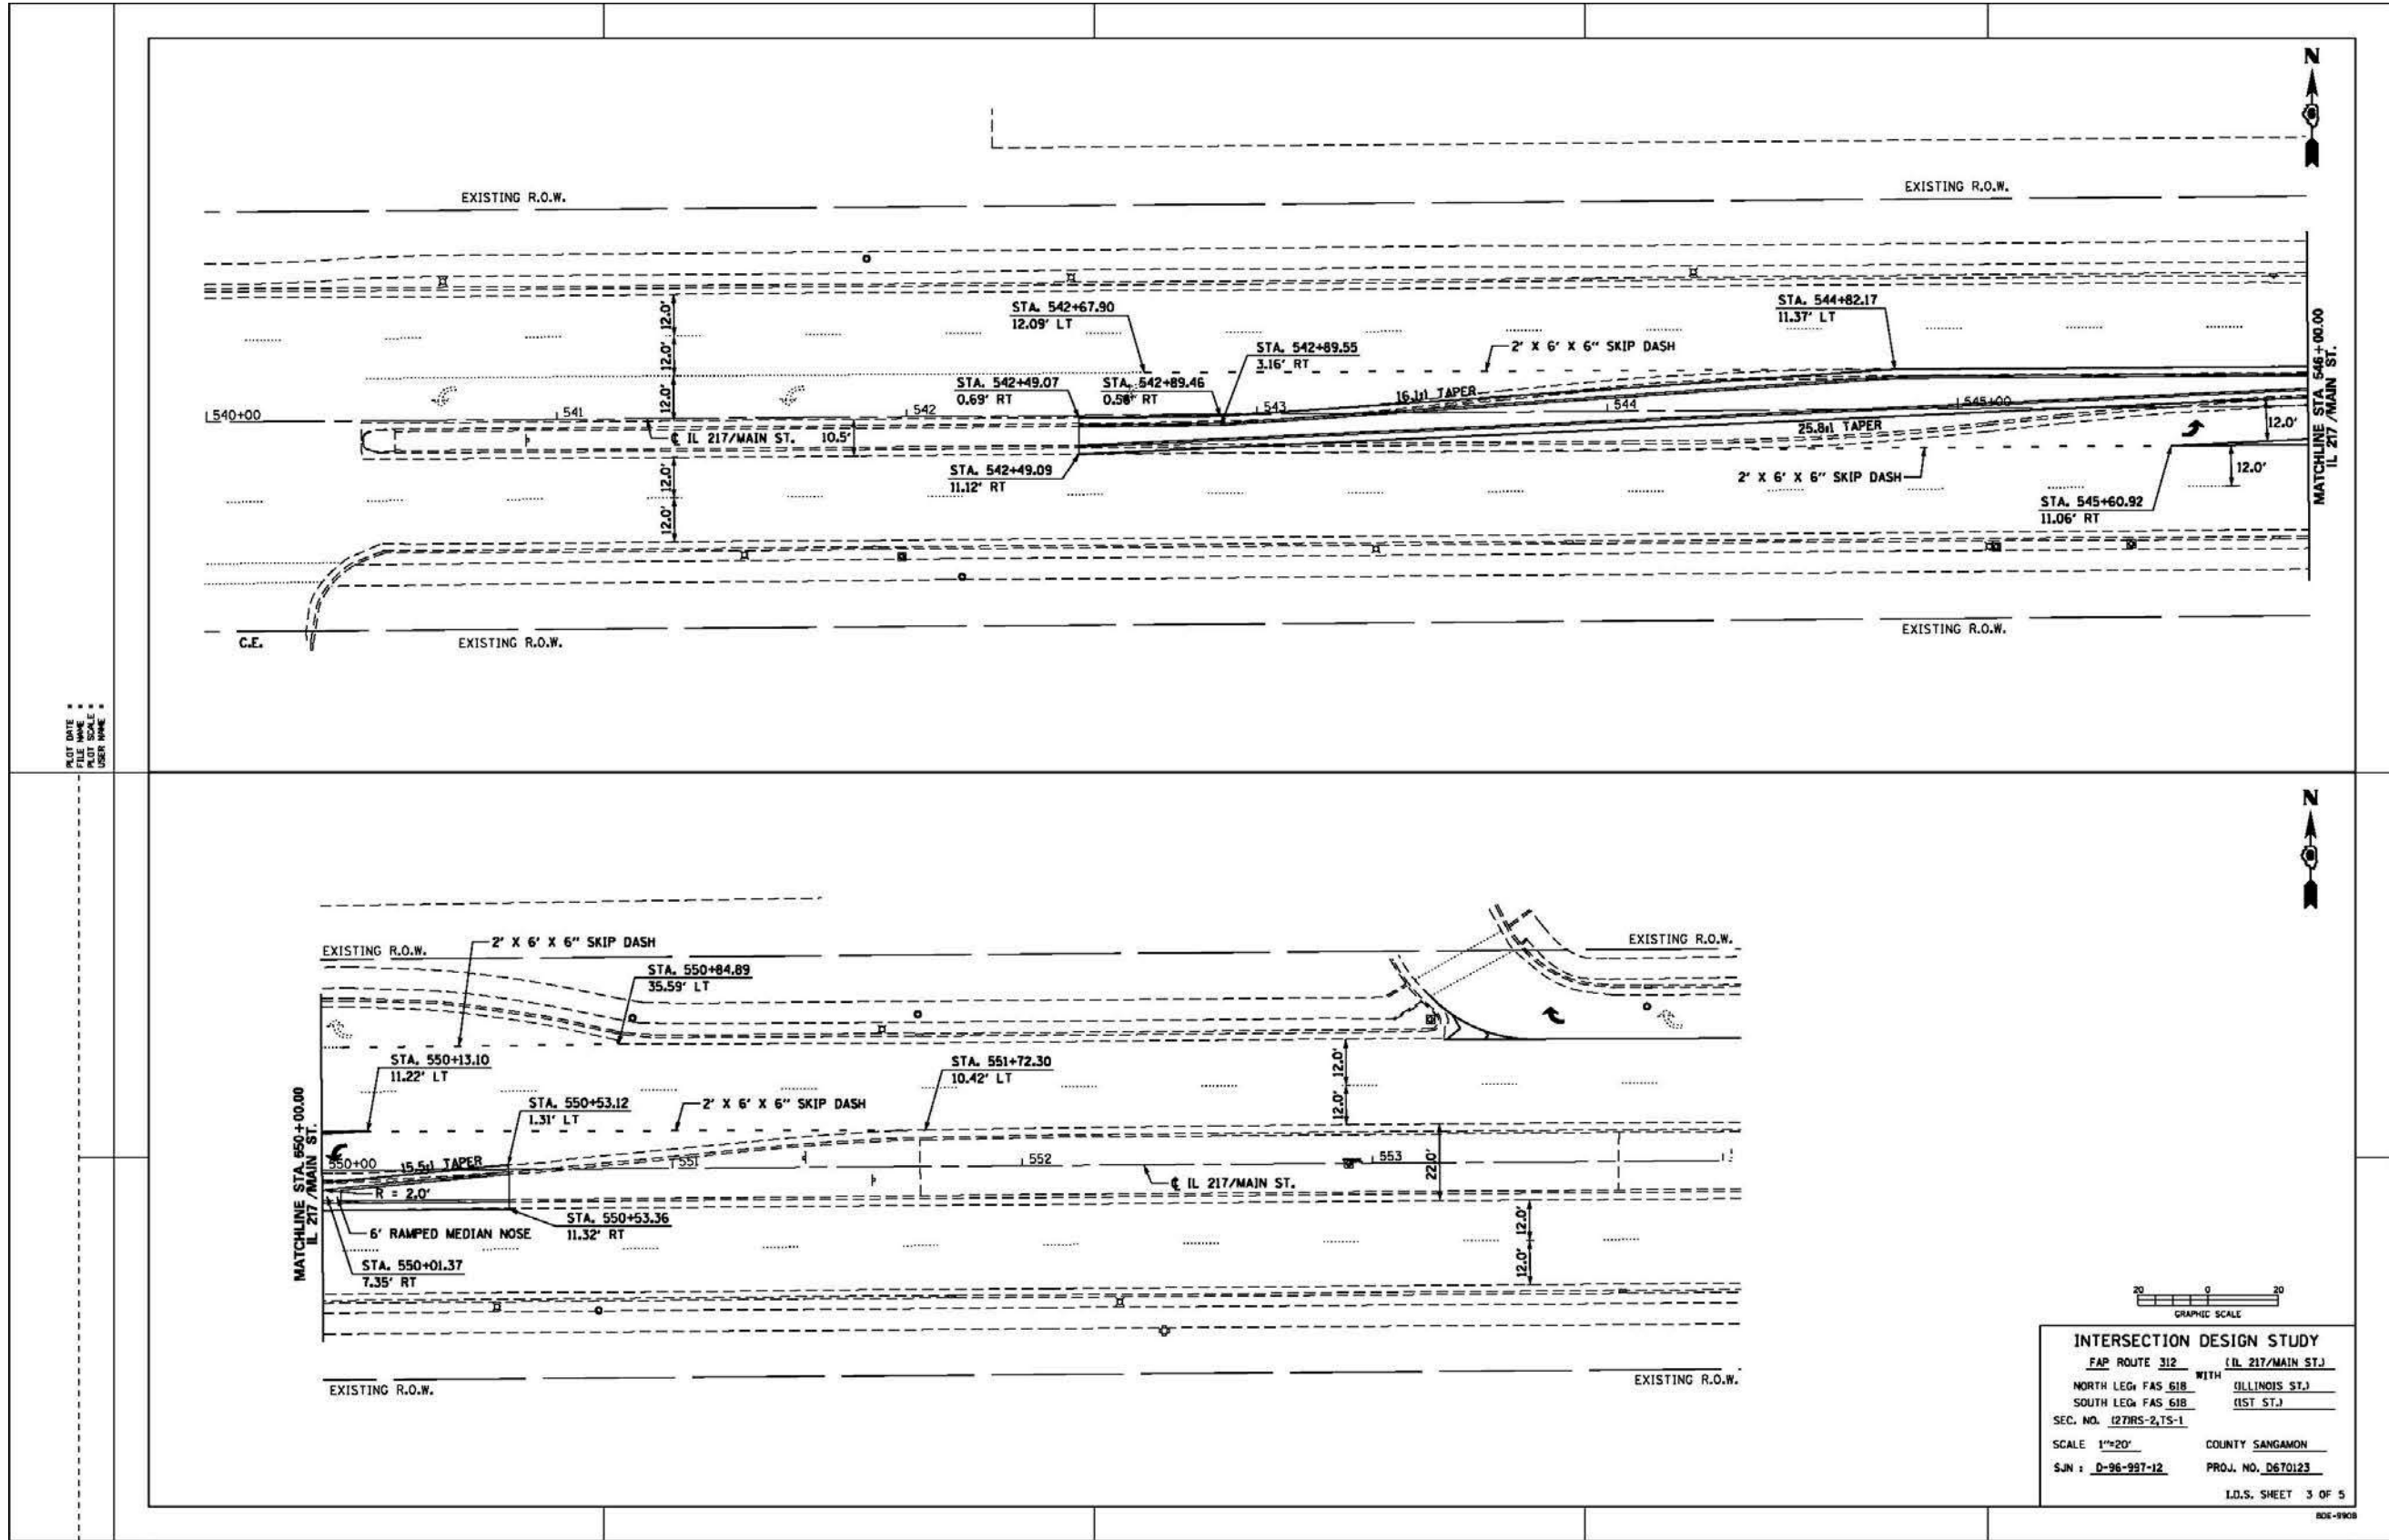 N
EXISTING R.O.W.
EXISTING R.O.W.
STA. 542+67.90
12.09' LT
STA. 544+82.17
11.37' LT
12.0'
12.0'
12.0'
STA. 542+89.55
3.16' RT
2' X 6' X 6" SKIP DASH
STA. 542+49.07
0.69' RT
STA. 542+89.46
0.58' RT
16.1:1 TAPER
540+00
541
542
543
544
545+00
℄ IL 217/MAIN ST.
10.5'
25.8:1 TAPER
12.0'
12.0'
STA. 542+49.09
11.12' RT
2' X 6' X 6" SKIP DASH
12.0'
12.0'
STA. 545+60.92
11.06' RT
MATCHLINE STA 546+00.00
IL 217 /MAIN ST.
C.E.
EXISTING R.O.W.
EXISTING R.O.W.
PLOT DATE =
FILE NAME =
PLOT SCALE =
USER NAME =
N
EXISTING R.O.W.
2' X 6' X 6" SKIP DASH
EXISTING R.O.W.
STA. 550+84.89
35.59' LT
STA. 550+13.10
11.22' LT
STA. 551+72.30
10.42' LT
12.0'
12.0'
STA. 550+53.12
1.31' LT
2' X 6' X 6" SKIP DASH
MATCHLINE STA. 550+00.00
IL 217 /MAIN ST.
550+00
15.5:1 TAPER
551
552
553
22.0'
R = 2.0'
℄ IL 217/MAIN ST.
6' RAMPED MEDIAN NOSE
STA. 550+53.36
11.32' RT
12.0'
12.0'
STA. 550+01.37
7.35' RT
EXISTING R.O.W.
EXISTING R.O.W.
20 0 20
GRAPHIC SCALE
INTERSECTION DESIGN STUDY
FAP ROUTE 312 (IL 217/MAIN ST.)
WITH
NORTH LEG: FAS 618 (ILLINOIS ST.)
SOUTH LEG: FAS 618 (1ST ST.)
SEC. NO. (27)RS-2,TS-1
SCALE 1"=20' COUNTY SANGAMON
SJN : D-96-997-12 PROJ. NO. D670123
I.D.S. SHEET 3 OF 5
BDE-990B